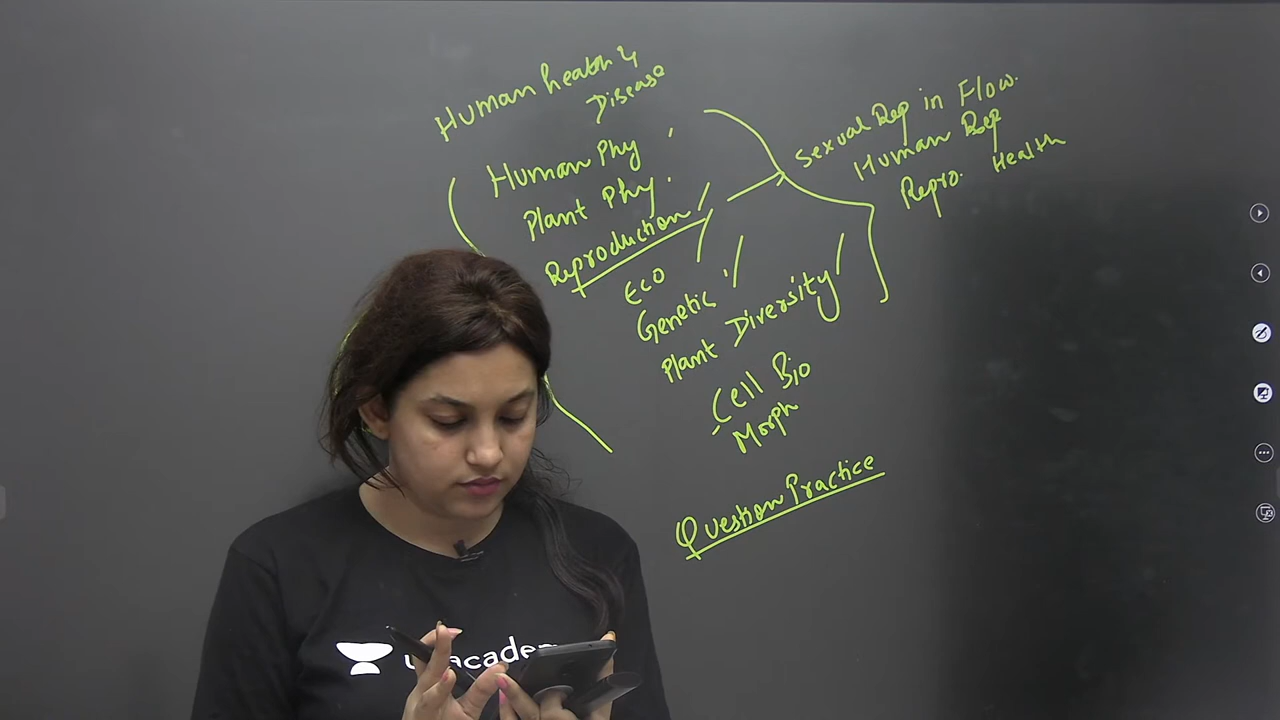 Human health &
Disease
Human Phy
Plant Phy.
Reproduction
Eco
Genetic
Plant Diversity
Cell Bio
Morph
Question Practice
Sexual Rep in Flow.
Human Rep
Repro. Health